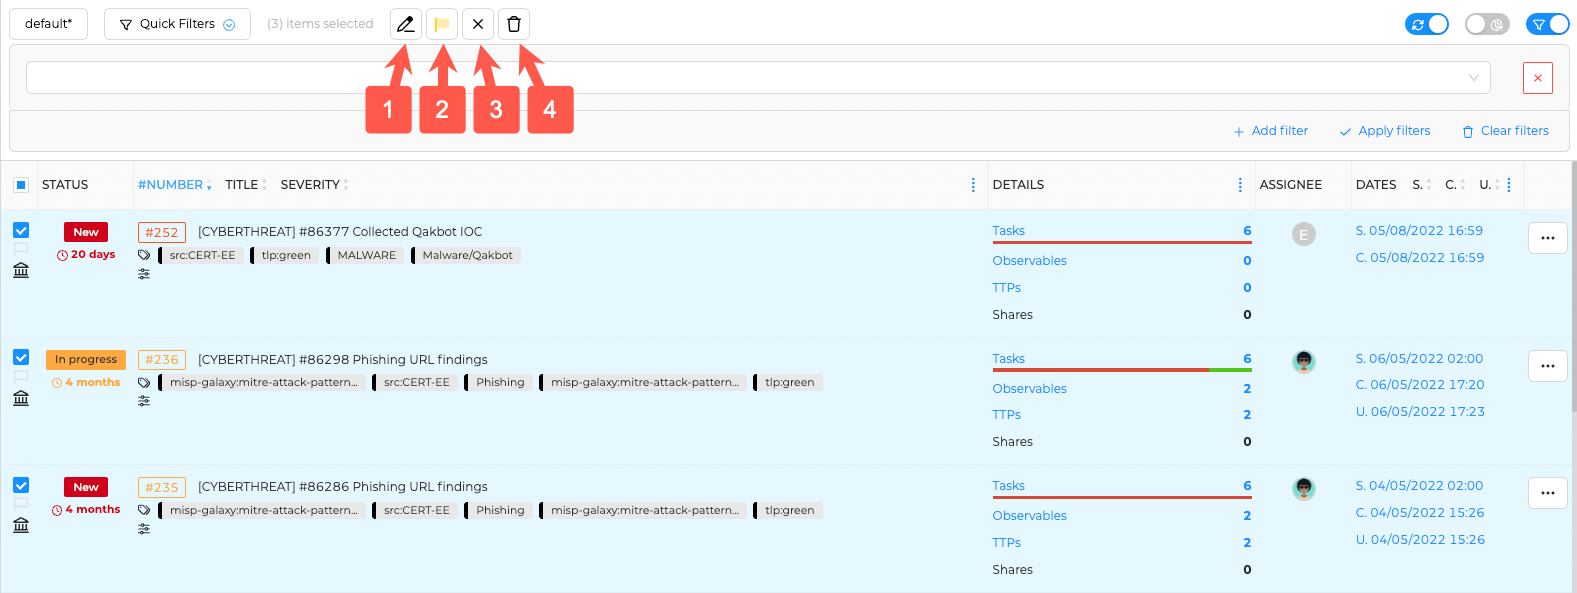 default*
Quick Filters
(3) items selected
1
2
3
4
Add filter
Apply filters
Clear filters
STATUS
#NUMBER
TITLE
SEVERITY
DETAILS
ASSIGNEE
DATES
S.
C.
U.
New
20 days
#252
[CYBERTHREAT] #86377 Collected Qakbot IOC
src:CERT-EE
tlp:green
MALWARE
Malware/Qakbot
Tasks 6
Observables 0
TTPs 0
Shares 0
E
S. 05/08/2022 16:59
C. 05/08/2022 16:59
In progress
4 months
#236
[CYBERTHREAT] #86298 Phishing URL findings
misp-galaxy:mitre-attack-pattern...
src:CERT-EE
Phishing
misp-galaxy:mitre-attack-pattern...
tlp:green
Tasks 6
Observables 2
TTPs 2
Shares 0
S. 06/05/2022 02:00
C. 06/05/2022 17:20
U. 06/05/2022 17:23
New
4 months
#235
[CYBERTHREAT] #86286 Phishing URL findings
misp-galaxy:mitre-attack-pattern...
src:CERT-EE
Phishing
misp-galaxy:mitre-attack-pattern...
tlp:green
Tasks 6
Observables 2
TTPs 2
Shares 0
S. 04/05/2022 02:00
C. 04/05/2022 15:26
U. 04/05/2022 15:26